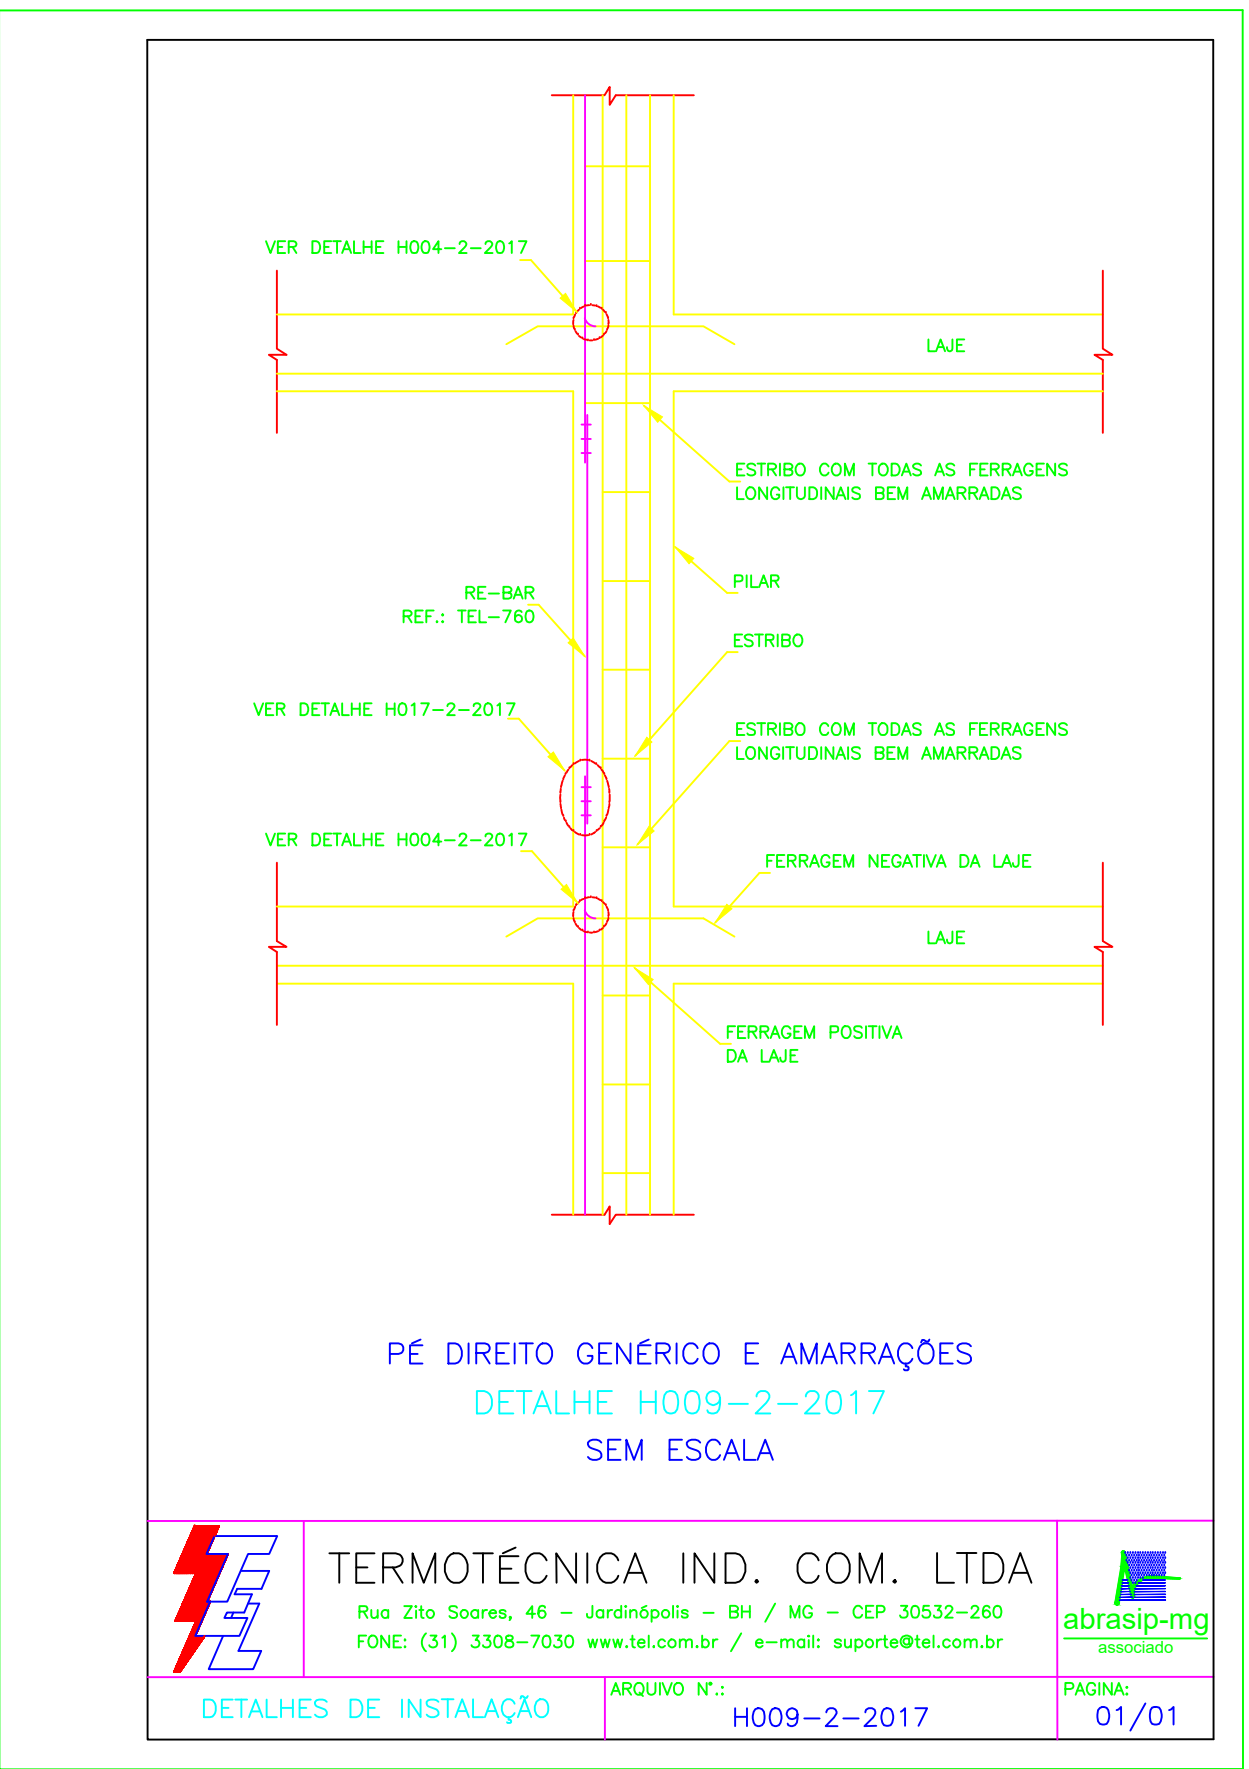 VER DETALHE H004-2-2017
LAJE
ESTRIBO COM TODAS AS FERRAGENS
LONGITUDINAIS BEM AMARRADAS
PILAR
RE-BAR
REF.: TEL-760
ESTRIBO
VER DETALHE H017-2-2017
ESTRIBO COM TODAS AS FERRAGENS
LONGITUDINAIS BEM AMARRADAS
VER DETALHE H004-2-2017
FERRAGEM NEGATIVA DA LAJE
LAJE
FERRAGEM POSITIVA
DA LAJE
PÉ DIREITO GENÉRICO E AMARRAÇÕES
DETALHE H009-2-2017
SEM ESCALA
TEL
TERMOTÉCNICA IND. COM. LTDA
Rua Zito Soares, 46 - Jardinópolis - BH / MG - CEP 30532-260
FONE: (31) 3308-7030 www.tel.com.br / e-mail: suporte@tel.com.br
abrasip-mg
associado
DETALHES DE INSTALAÇÃO
ARQUIVO N°.:
H009-2-2017
PAGINA:
01/01